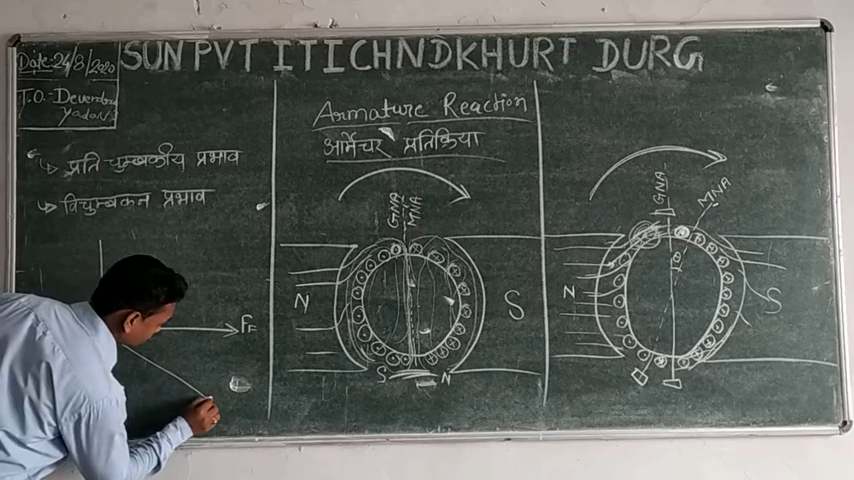 SUN PVT ITI CHNDKHURI DURG
Date:- 24/8/2020
T.O.- Devendra
Yadav
Armature Reaction
आर्मेचर प्रतिक्रिया
प्रति चुम्बकीय प्रभाव
विचुम्बकन प्रभाव
GNA
MNA
N
S
S
N
GNA
MNA
θ
N
S
FF